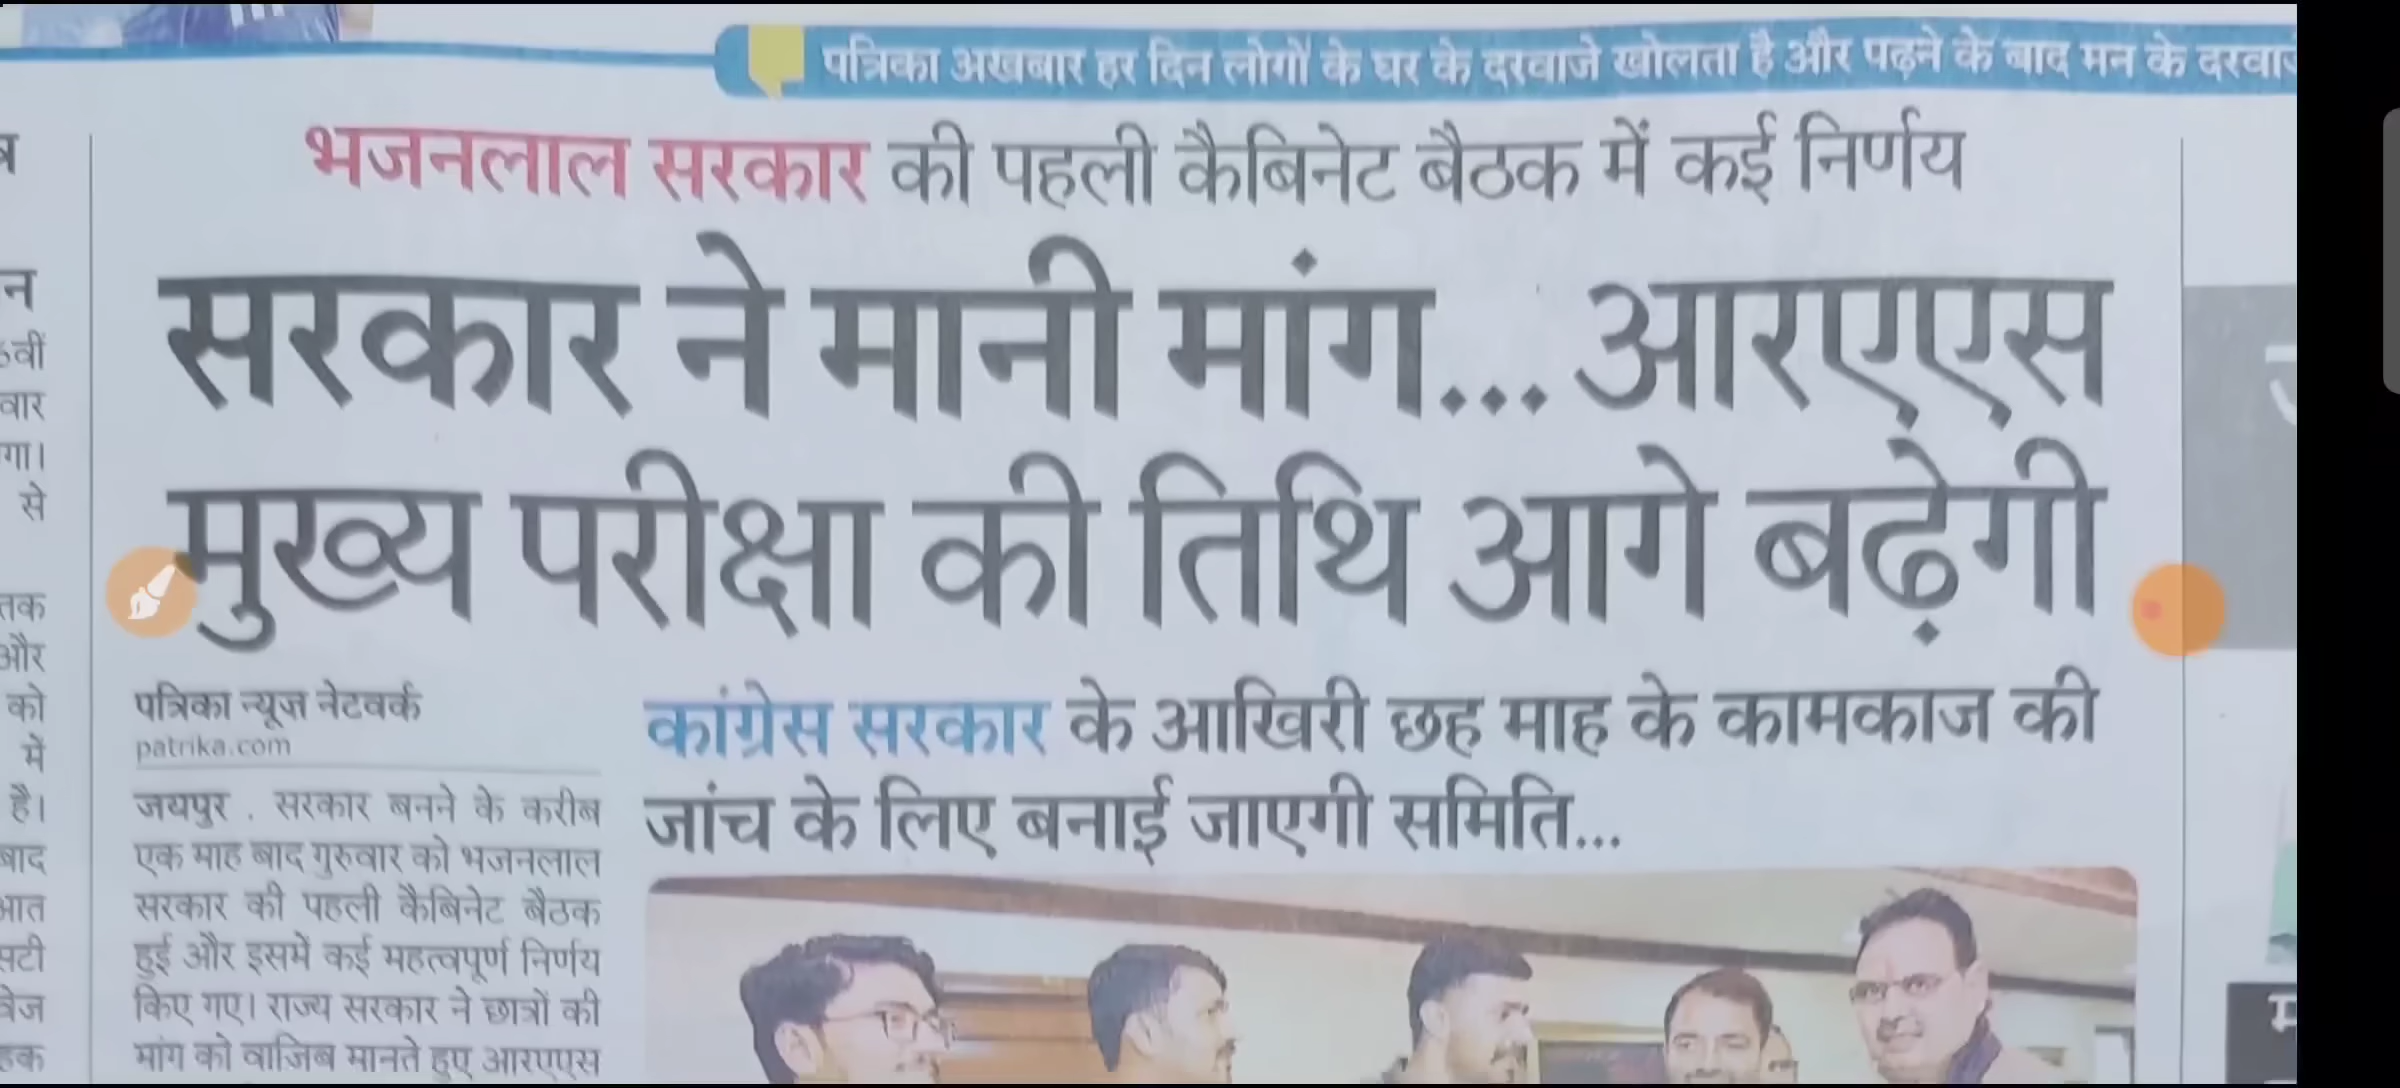 पत्रिका अखबार हर दिन लोगों के घर के दरवाजे खोलता है और पढ़ने के बाद मन के
भजनलाल सरकार की पहली कैबिनेट बैठक में कई निर्णय
सरकार ने मानी मांग... आरएएस
मुख्य परीक्षा की तिथि आगे बढ़ेगी
पत्रिका न्यूज नेटवर्क
patrika.com
कांग्रेस सरकार के आखिरी छह माह के कामकाज की
जांच के लिए बनाई जाएगी समिति...
जयपुर . सरकार बनने के करीब
एक माह बाद गुरुवार को भजनलाल
सरकार की पहली कैबिनेट बैठक
हुई और इसमें कई महत्वपूर्ण निर्णय
किए गए। राज्य सरकार ने छात्रों की
मांग को वाजिब मानते हुए आरएएस
न
वार
से
तक
और
को
में
है।
बाद